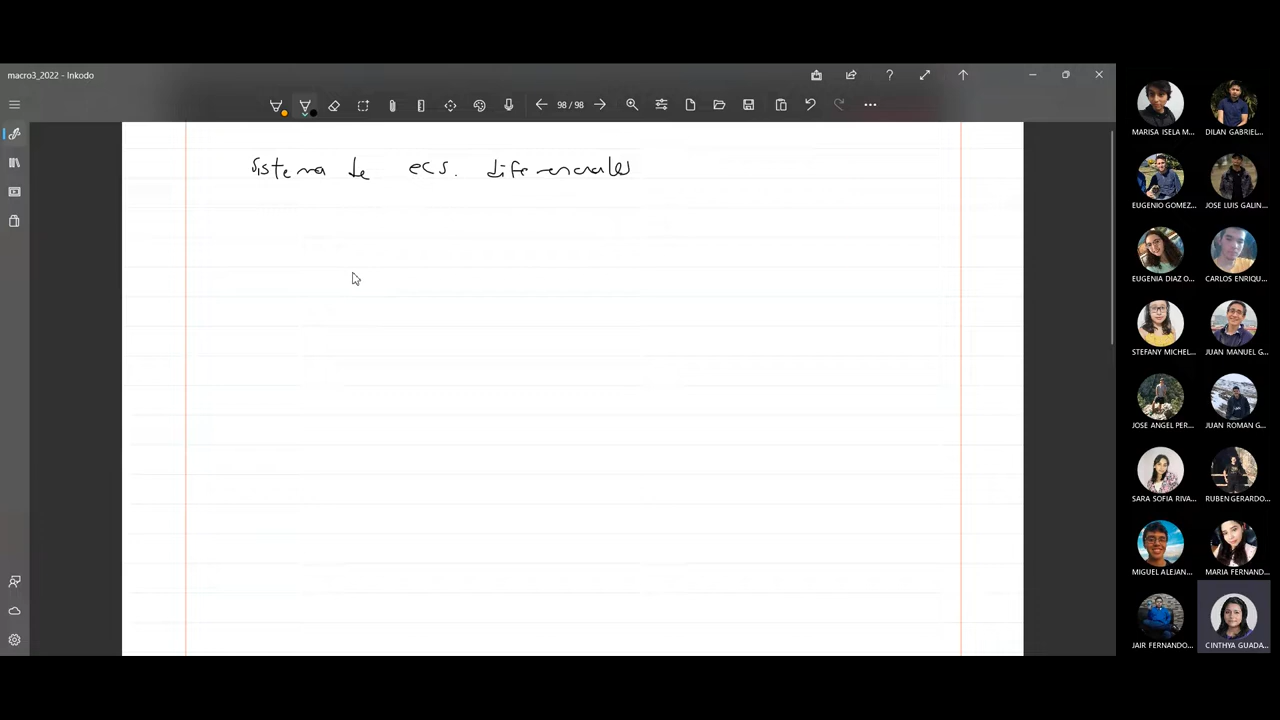 macro3_2022 - Inkodo
98 / 98
Sistema de ecs. diferenciales
MARISA ISELA M...
DILAN GABRIEL...
EUGENIO GOMEZ...
JOSE LUIS GALIN...
EUGENIA DIAZ O...
CARLOS ENRIQU...
STEFANY MICHEL...
JUAN MANUEL G...
JOSE ANGEL PER...
JUAN ROMAN G...
SARA SOFIA RIVA...
RUBEN GERARDO...
MIGUEL ALEJAN...
MARIA FERNAND...
JAIR FERNANDO...
CINTHYA GUADA...